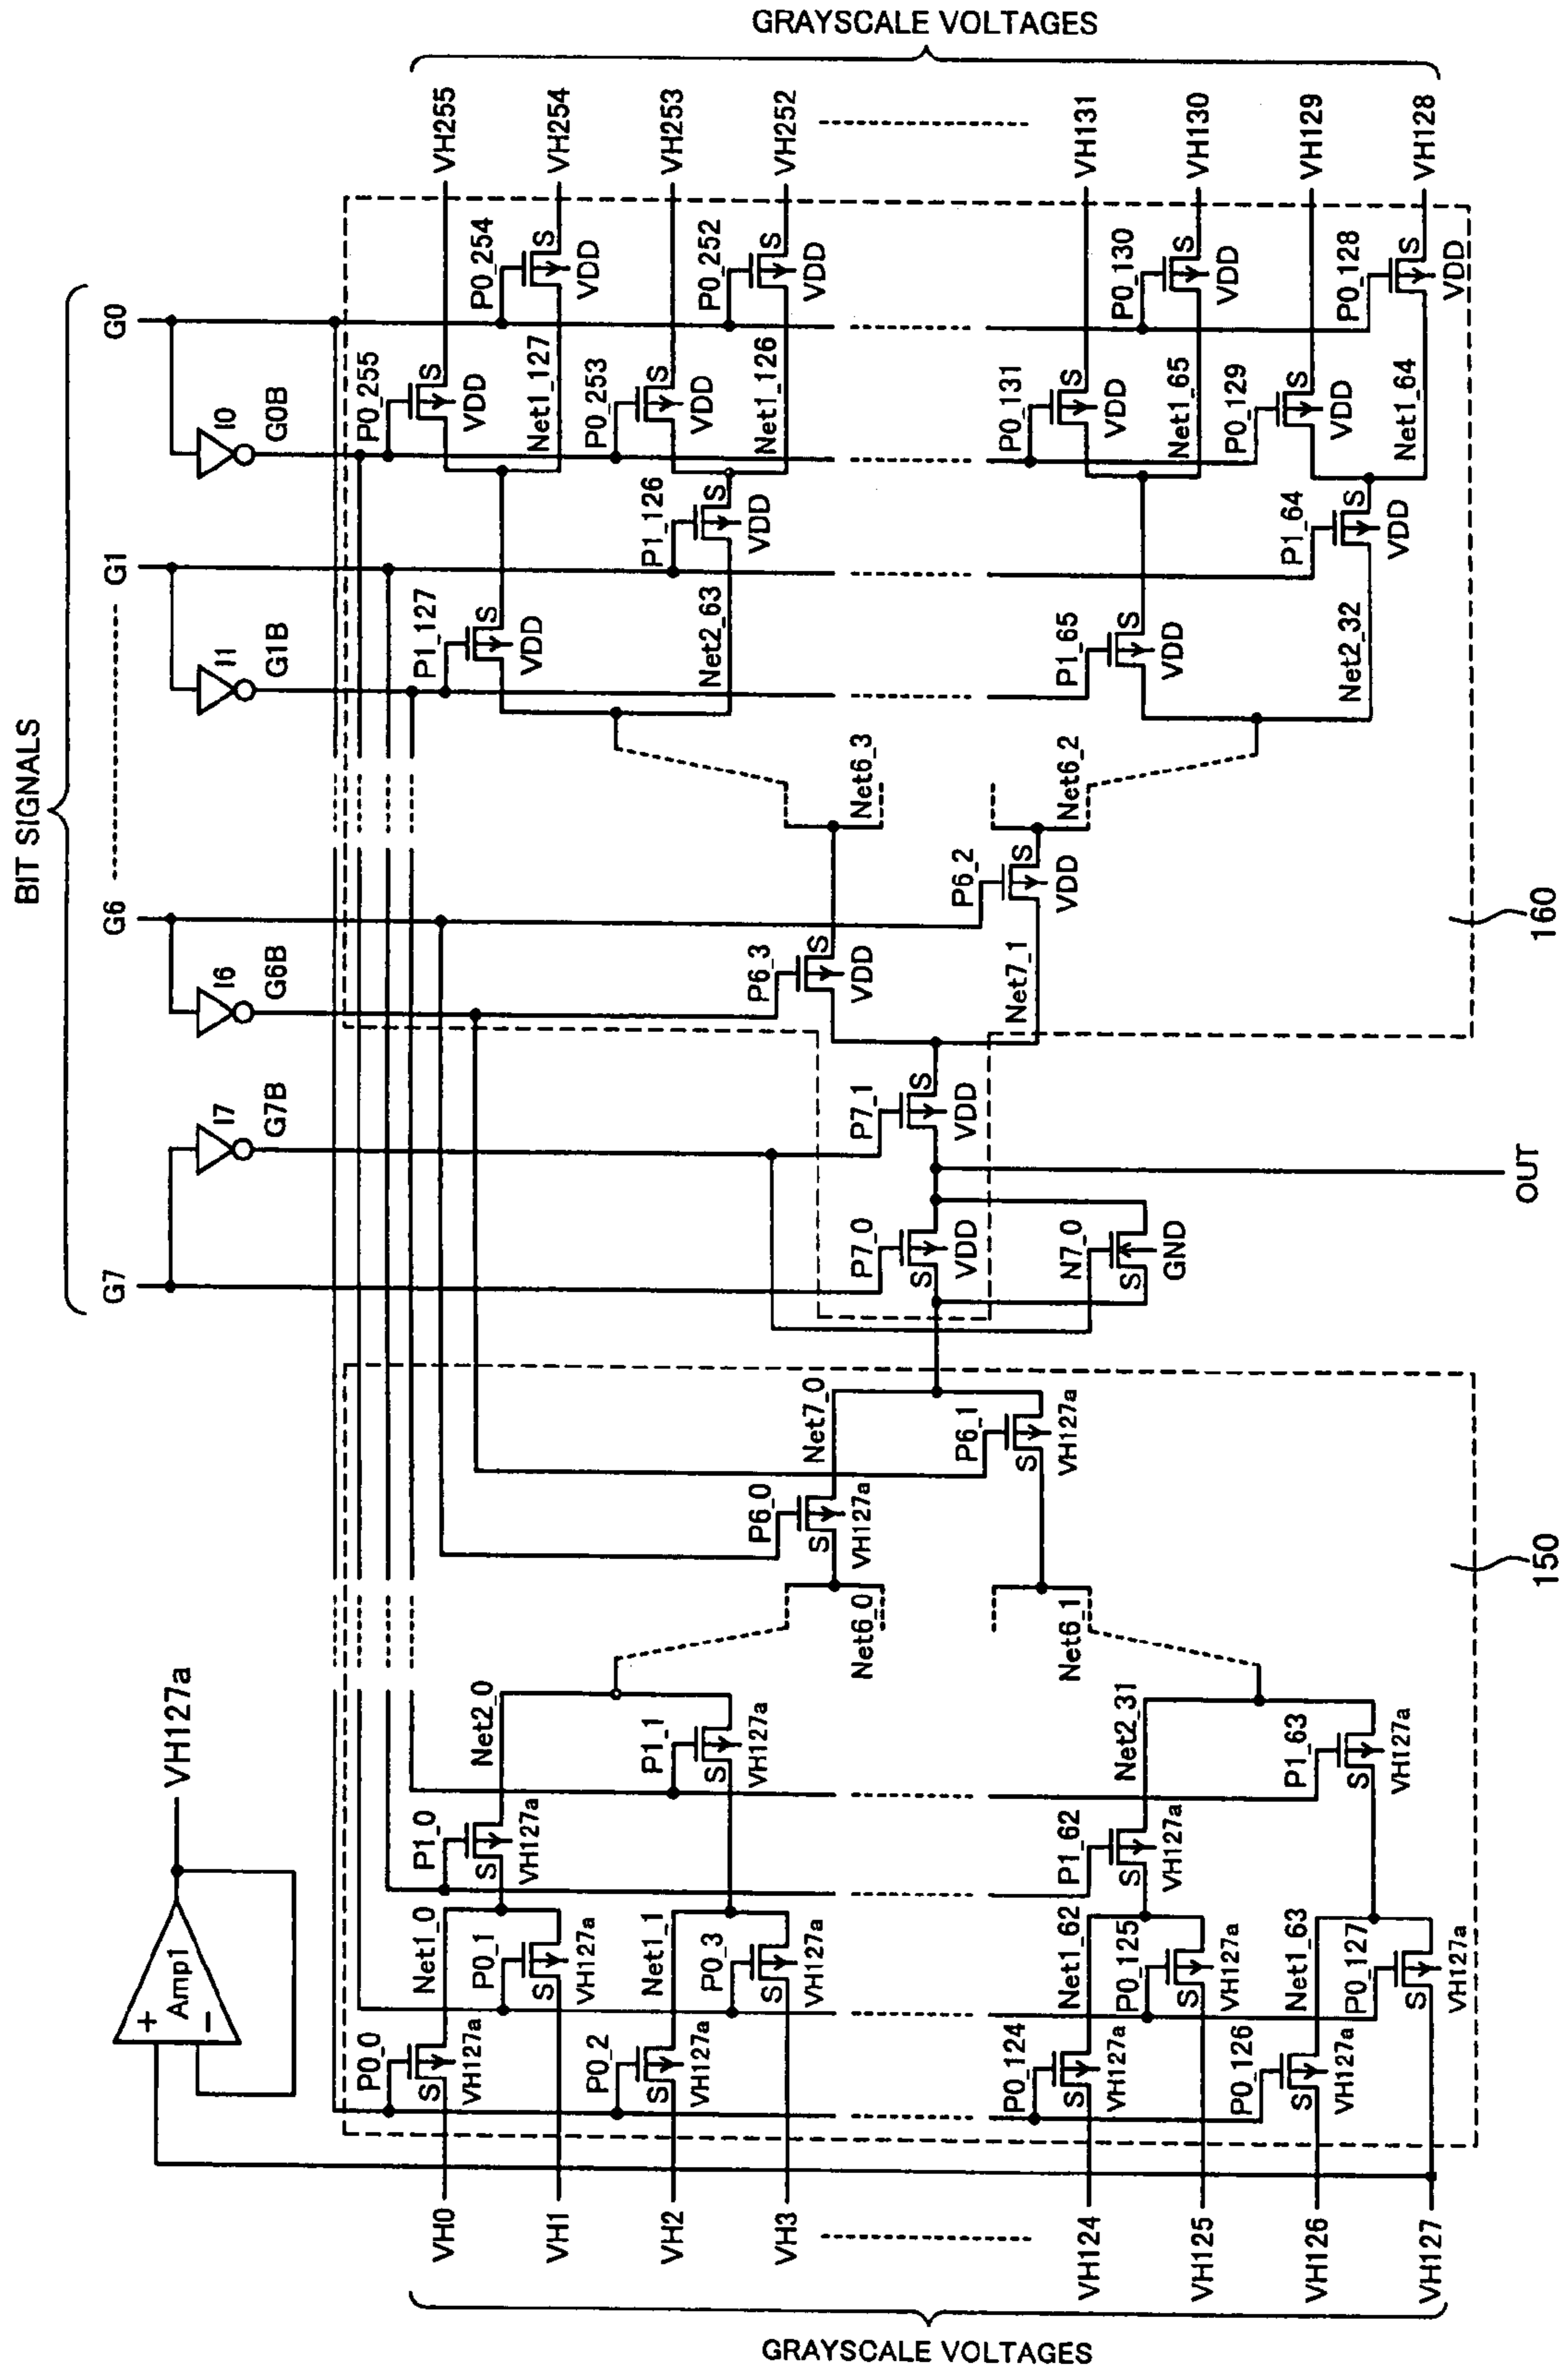 GRAYSCALE VOLTAGES
BIT SIGNALS
G7
G6
G1
G0
I7
G7B
I6
G6B
I1
G1B
I0
G0B
VH127a
Amp1
+
−
VH255
VH254
VH253
VH252
VH131
VH130
VH129
VH128
P0_255
S
VDD
P0_254
S
VDD
Net1_127
P0_253
S
VDD
P0_252
S
VDD
Net1_126
P1_127
S
VDD
P1_126
S
VDD
Net2_63
P0_131
S
VDD
P0_130
S
VDD
Net1_65
P0_129
S
VDD
P0_128
S
VDD
Net1_64
P1_65
S
VDD
P1_64
S
VDD
Net2_32
Net6_3
Net6_2
P6_3
S
VDD
P6_2
S
VDD
Net7_1
160
P7_1
S
VDD
P7_0
S
VDD
N7_0
S
GND
OUT
Net7_0
P6_1
S
VH127a
P6_0
S
VH127a
Net6_0
Net6_1
150
Net2_0
P1_1
S
VH127a
P1_0
S
VH127a
Net2_31
P1_63
S
VH127a
P1_62
S
VH127a
Net1_0
P0_1
S
VH127a
P0_0
S
VH127a
Net1_1
P0_3
S
VH127a
P0_2
S
VH127a
Net1_62
P0_125
S
VH127a
P0_124
S
VH127a
Net1_63
P0_127
S
VH127a
P0_126
S
VH127a
VH0
VH1
VH2
VH3
VH124
VH125
VH126
VH127
GRAYSCALE VOLTAGES